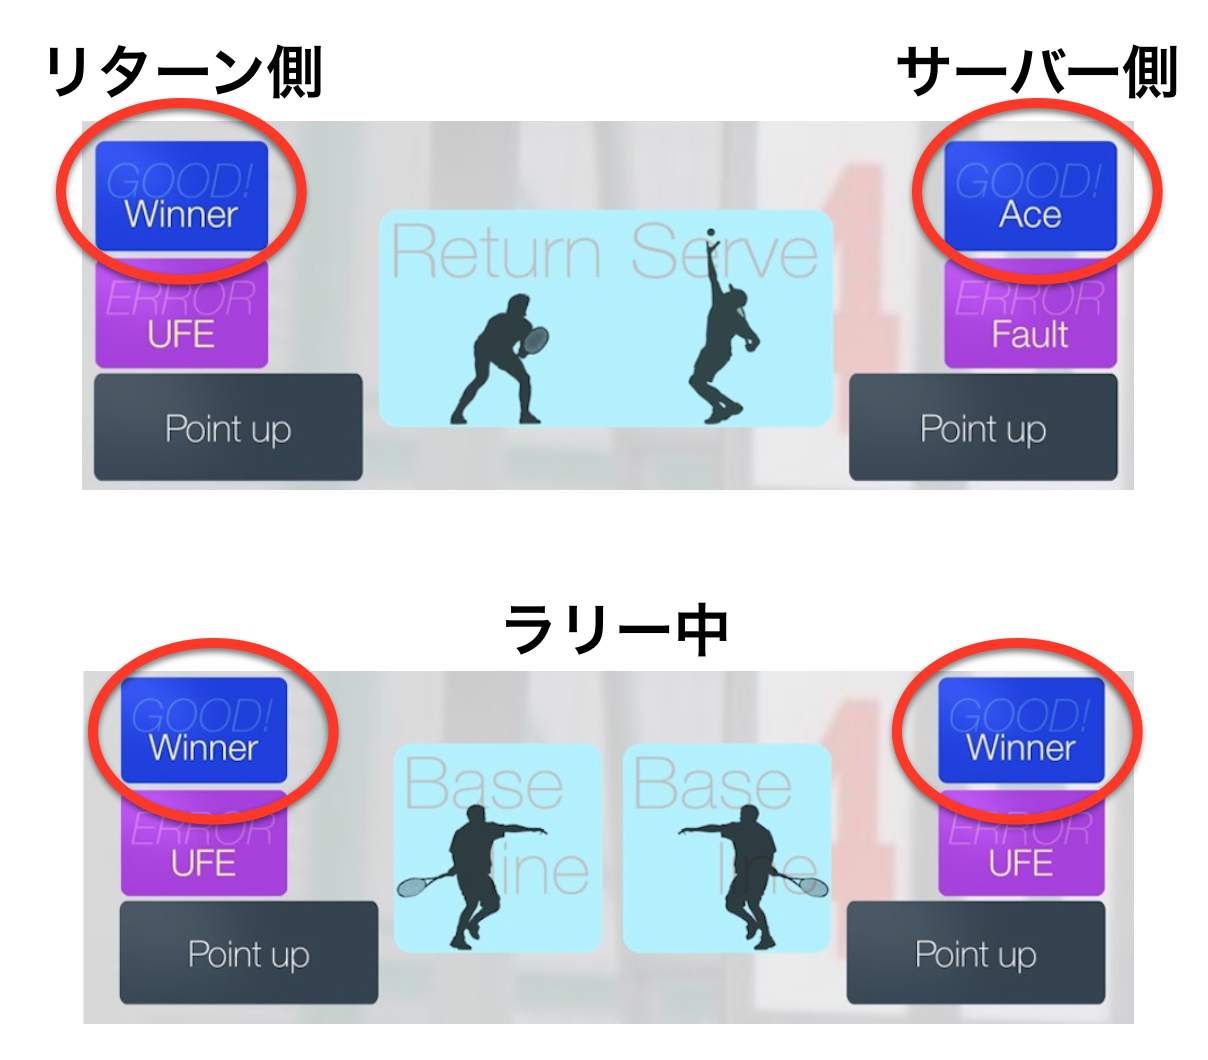 リターン側
サーバー側
GOOD!
Winner
ERROR
UFE
Point up
Return
Serve
GOOD!
Ace
ERROR
Fault
Point up
ラリー中
GOOD!
Winner
ERROR
UFE
Point up
Base
line
Base
line
GOOD!
Winner
ERROR
UFE
Point up